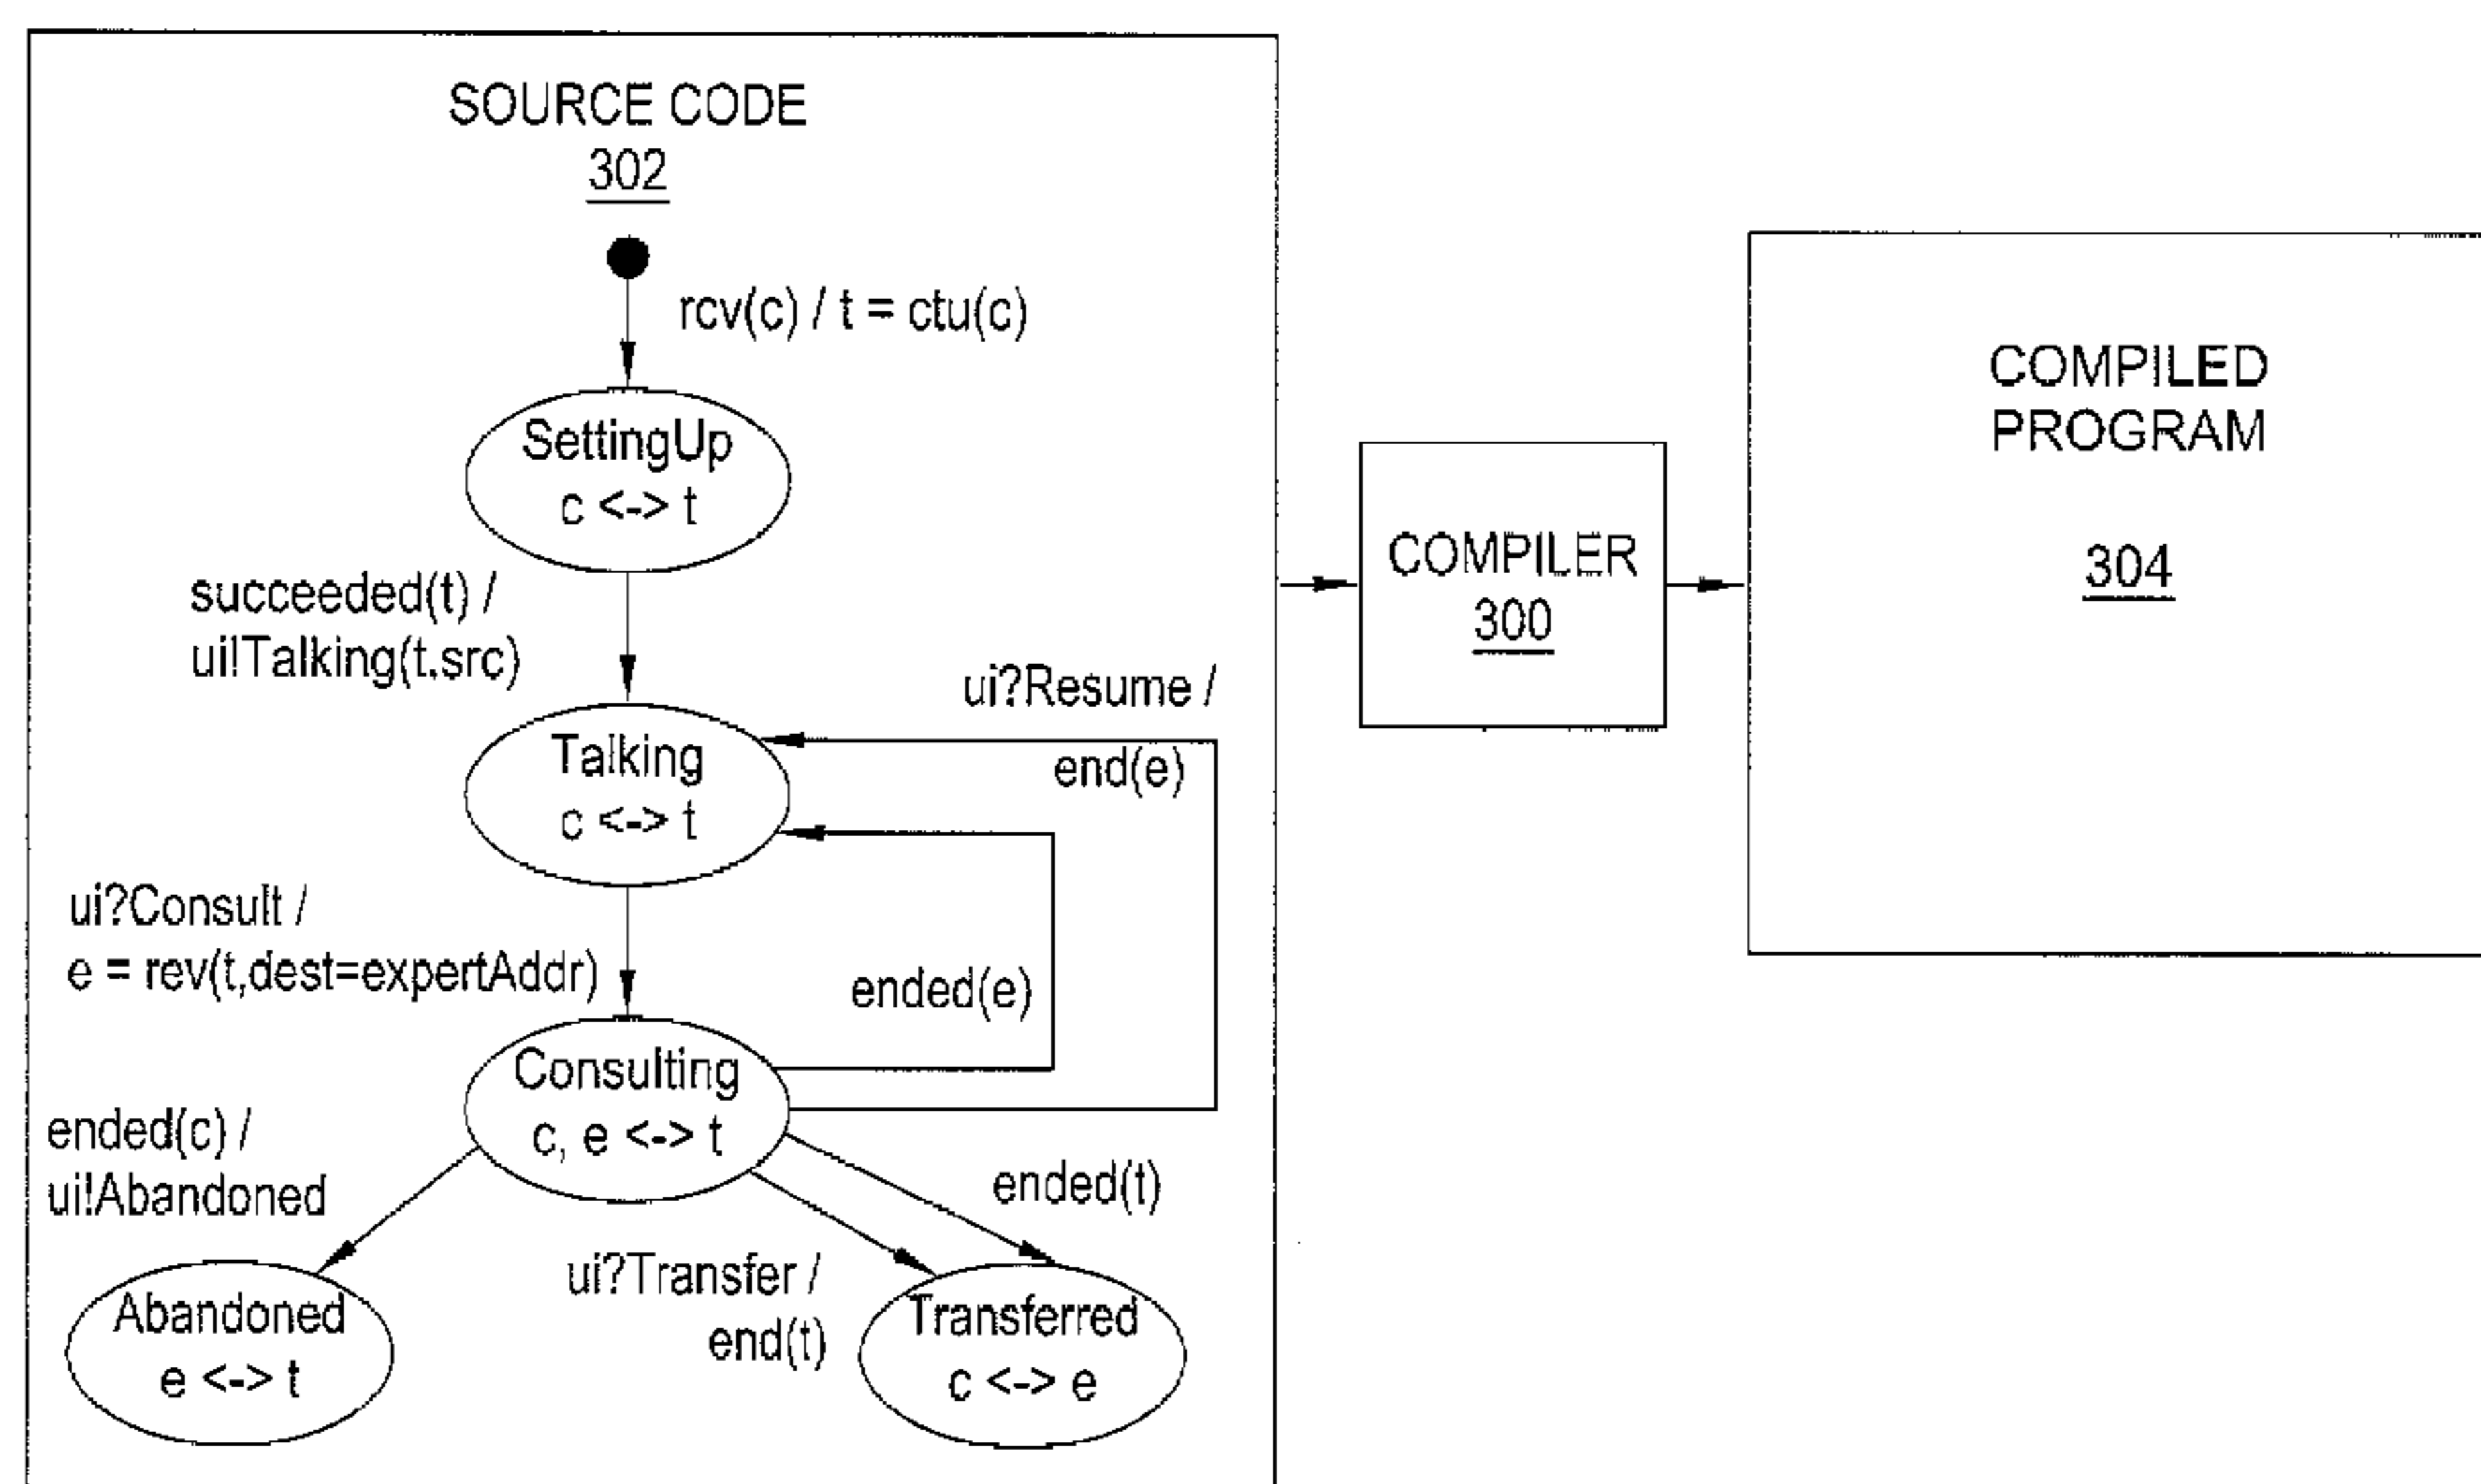 SOURCE CODE
302
rcv(c) / t = ctu(c)
SettingUp
c <-> t
succeeded(t) /
ui!Talking(t.src)
ui?Resume /
end(e)
Talking
c <-> t
ui?Consult /
e = rev(t,dest=expertAddr)
ended(e)
Consulting
c, e <-> t
ended(c) /
ui!Abandoned
ended(t)
ui?Transfer /
end(t)
Abandoned
e <-> t
Transferred
c <-> e
COMPILER
300
COMPILED
PROGRAM
304